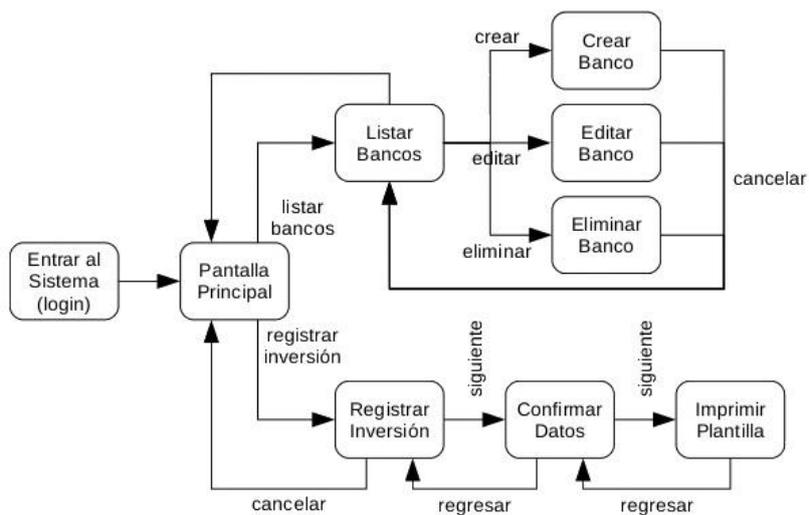 crear
Crear
Banco
Listar
Bancos
editar
Editar
Banco
cancelar
listar
bancos
eliminar
Eliminar
Banco
Entrar al
Sistema
(login)
Pantalla
Principal
registrar
inversión
siguiente
siguiente
Registrar
Inversión
Confirmar
Datos
Imprimir
Plantilla
cancelar
regresar
regresar